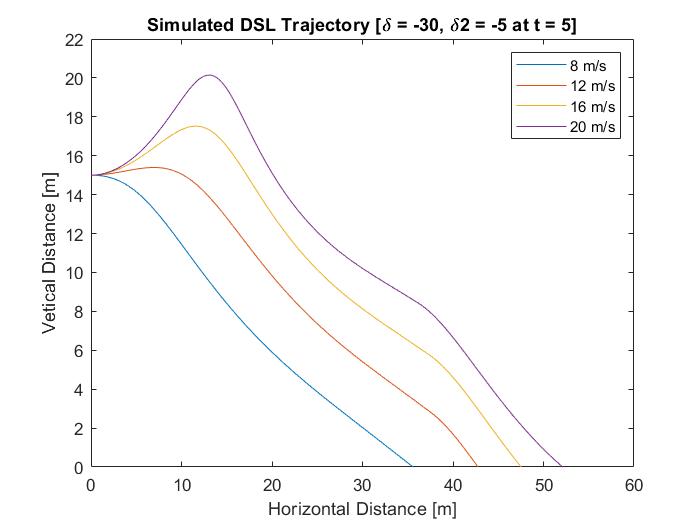 Simulated DSL Trajectory [δ = -30, δ2 = -5 at t = 5]
22
20
18
16
14
12
10
8
6
4
2
0
Vetical Distance [m]
8 m/s
12 m/s
16 m/s
20 m/s
0 10 20 30 40 50 60
Horizontal Distance [m]